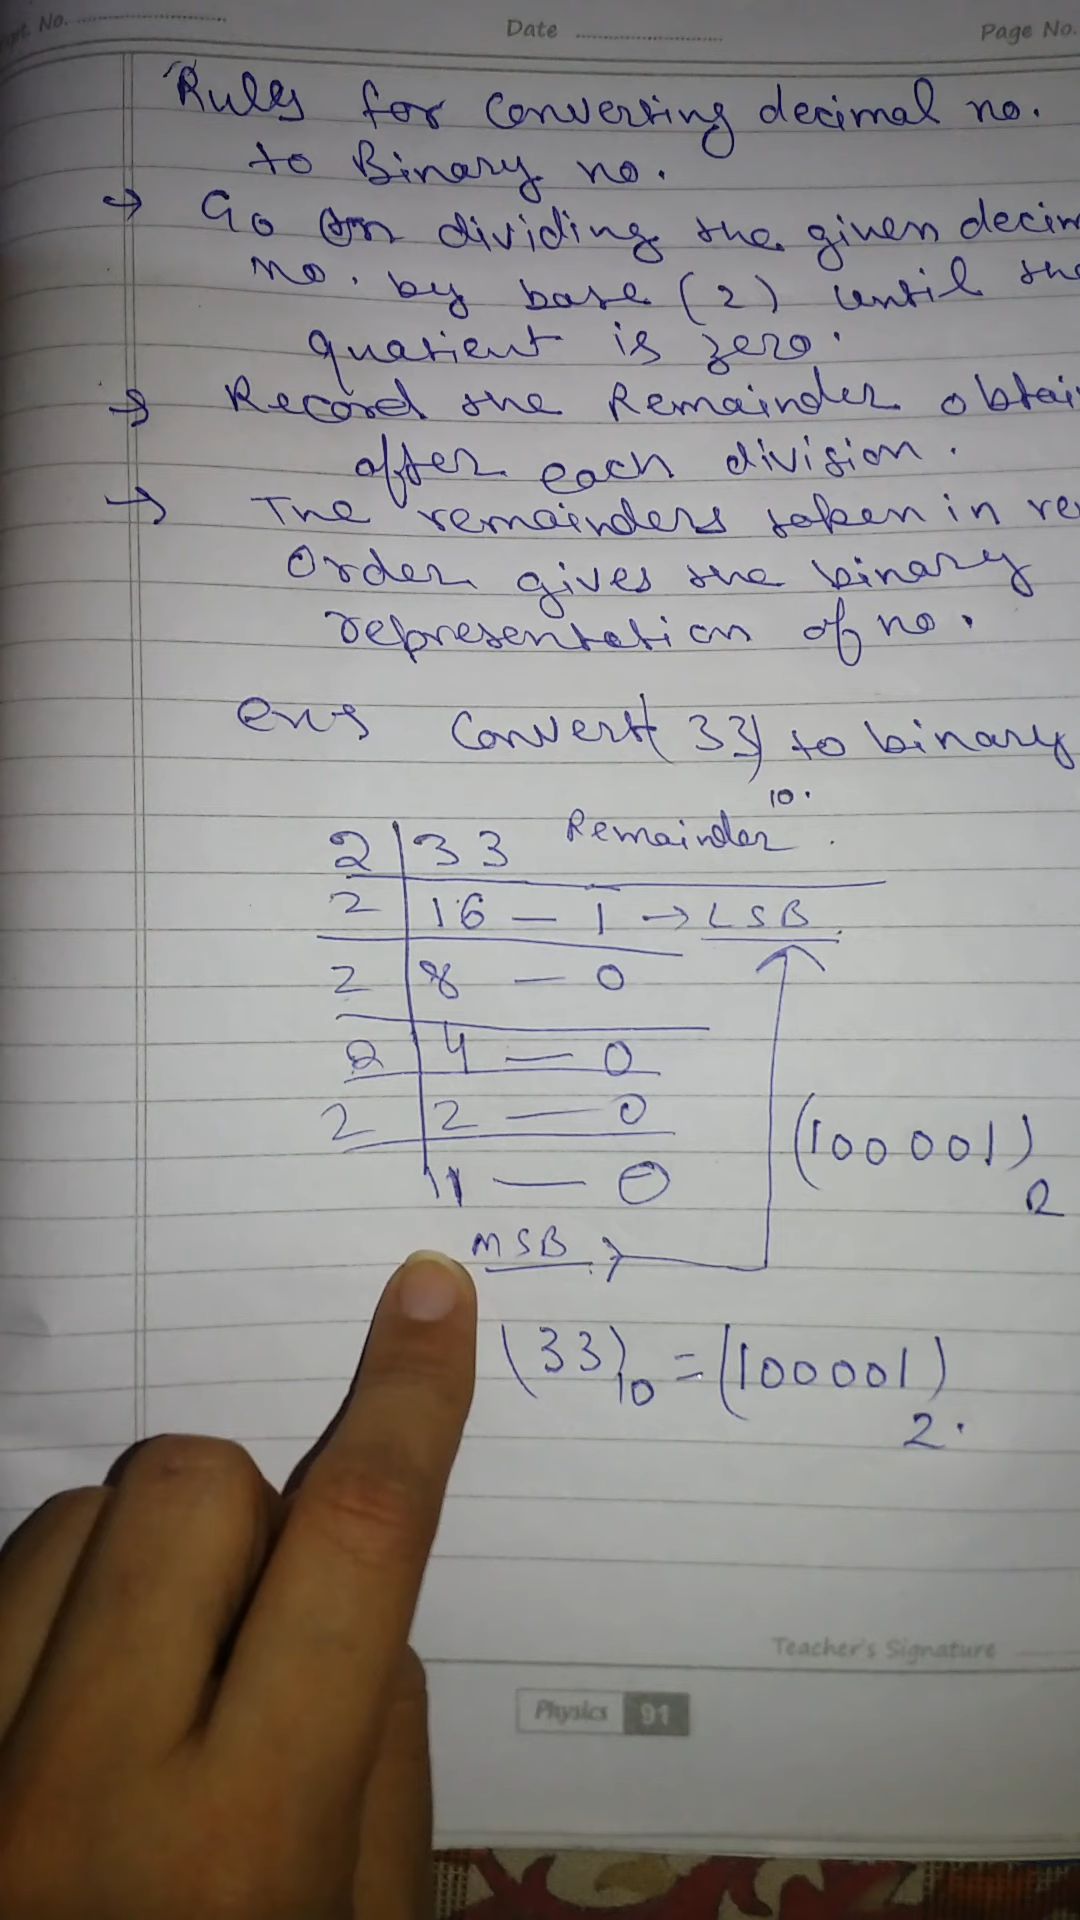 Date
Page No.
Rules for Converting decimal no.
to Binary no.
→ Go on dividing the given decim
no. by base (2) until the
quatient is zero.
→ Record the Remainder obtai
after each division.
→ The remainders taken in re
Order gives the binary
representation of no.
Convert (33)10 to binary
2 | 33 Remainder.
2 | 16 — 1 → LSB
2 | 8 — 0
2 | 4 — 0
2 | 2 — 0
1 — 0
(100001)2
MSB
(33)10 = (100001)2.
Teacher's Signature
Physics 91